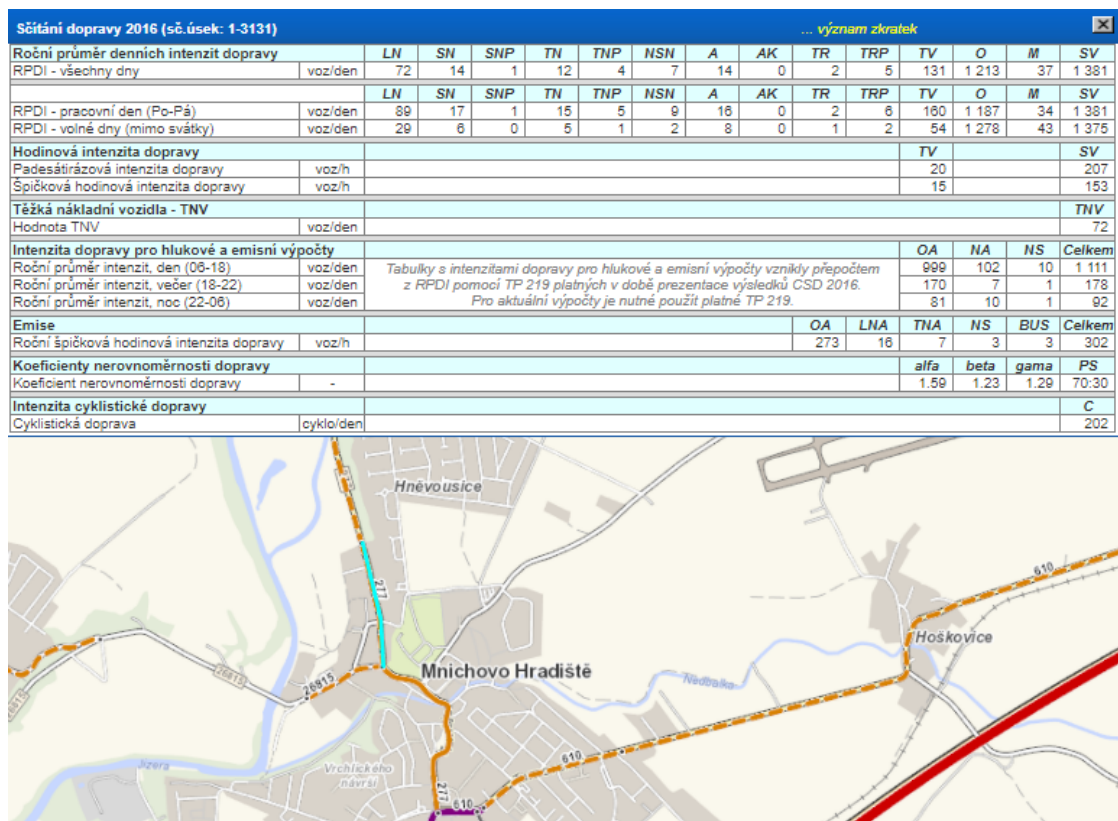 Sčítání dopravy 2016 (sč.úsek: 1-3131) ... význam zkratek
Roční průměr denních intenzit dopravy LN SN SNP TN TNP NSN A AK TR TRP TV O M SV
RPDI - všechny dny voz/den 72 14 1 12 4 7 14 0 2 5 131 1 213 37 1 381
LN SN SNP TN TNP NSN A AK TR TRP TV O M SV
RPDI - pracovní den (Po-Pá) voz/den 89 17 1 15 5 9 16 0 2 6 160 1 187 34 1 381
RPDI - volné dny (mimo svátky) voz/den 29 6 0 5 1 2 8 0 1 2 54 1 278 43 1 375
Hodinová intenzita dopravy TV SV
Padesátirázová intenzita dopravy voz/h 20 207
Špičková hodinová intenzita dopravy voz/h 15 153
Těžká nákladní vozidla - TNV TNV
Hodnota TNV voz/den 72
Intenzita dopravy pro hlukové a emisní výpočty OA NA NS Celkem
Roční průměr intenzit, den (06-18) voz/den Tabulky s intenzitami dopravy pro hlukové a emisní výpočty vznikly přepočtem 999 102 10 1 111
Roční průměr intenzit, večer (18-22) voz/den z RPDI pomocí TP 219 platných v době prezentace výsledků CSD 2016. 170 7 1 178
Roční průměr intenzit, noc (22-06) voz/den Pro aktuální výpočty je nutné použít platné TP 219. 81 10 1 92
Emise OA LNA TNA NS BUS Celkem
Roční špičková hodinová intenzita dopravy voz/h 273 16 7 3 3 302
Koeficienty nerovnoměrnosti dopravy alfa beta gama PS
Koeficient nerovnoměrnosti dopravy - 1.59 1.23 1.29 70:30
Intenzita cyklistické dopravy C
Cyklistická doprava cyklo/den 202
277
Hněvousice
610
277
Hoškovice
Mnichovo Hradiště
26815
26815
Nedbalka
610
Jizera
Vrchlického
návrší
277
610